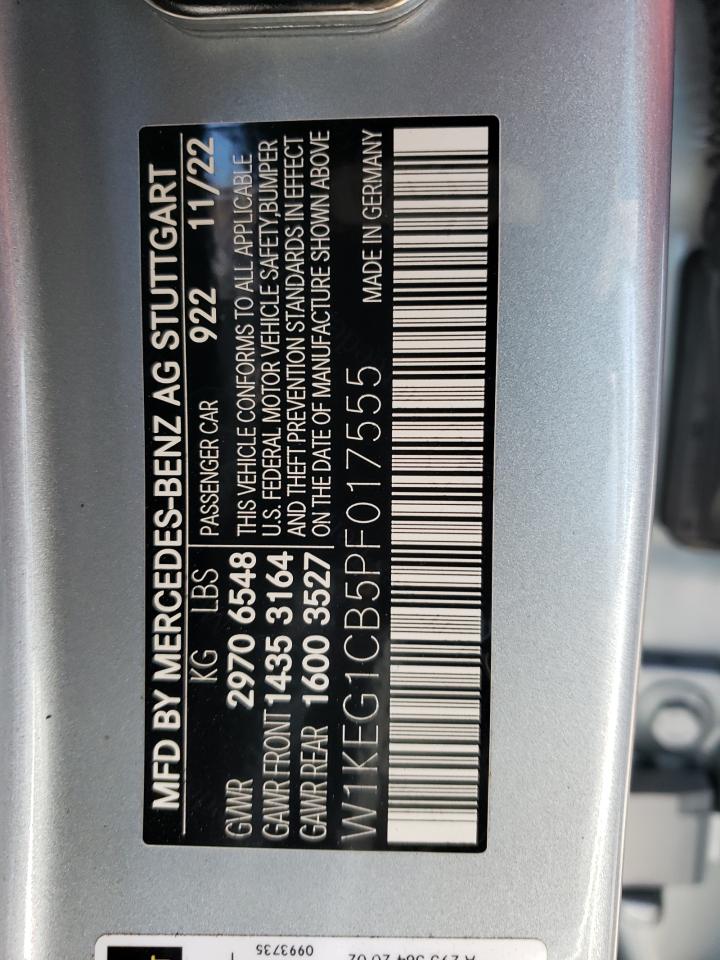 MFD BY MERCEDES-BENZ AG STUTTGART
KG LBS PASSENGER CAR 922 11/22
GWR 2970 6548 THIS VEHICLE CONFORMS TO ALL APPLICABLE
GAWR FRONT 1435 3164 U.S. FEDERAL MOTOR VEHICLE SAFETY,BUMPER
AND THEFT PREVENTION STANDARDS IN EFFECT
GAWR REAR 1600 3527 ON THE DATE OF MANUFACTURE SHOWN ABOVE
W1KEG1CB5PF017555 MADE IN GERMANY
0993735